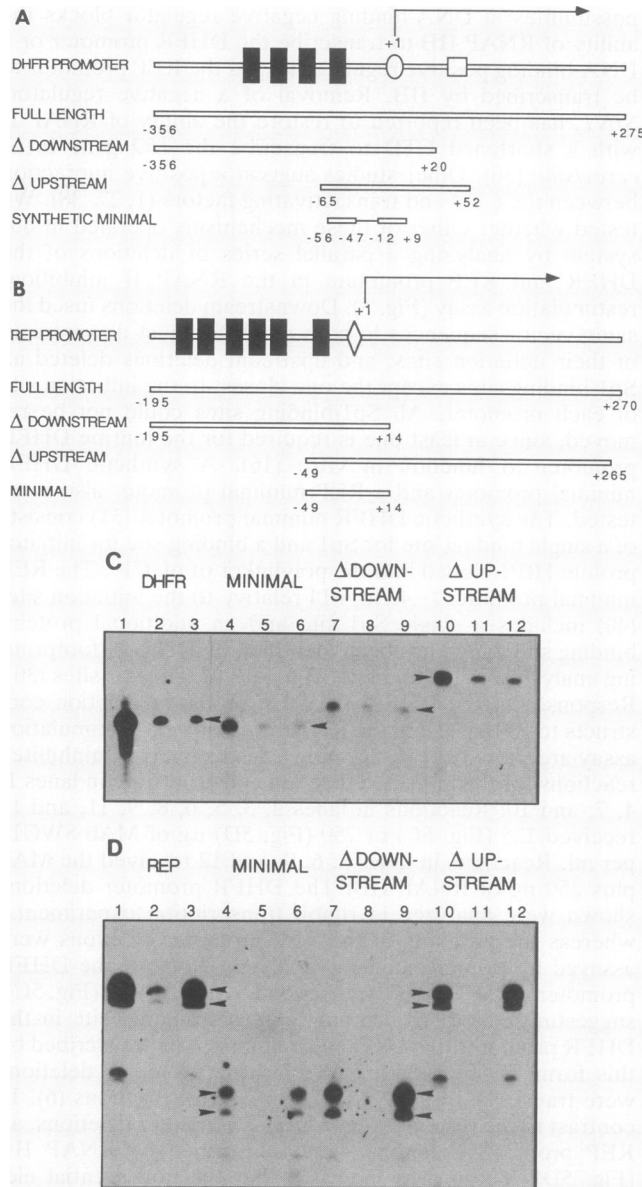 A
+1
DHFR PROMOTER
FULL LENGTH
-356 +275
Δ DOWNSTREAM
-356 +20
Δ UPSTREAM
-65 +52
SYNTHETIC MINIMAL
-56 -47 -12 +9
B
+1
REP PROMOTER
FULL LENGTH
-195 +270
Δ DOWNSTREAM
-195 +14
Δ UPSTREAM
-49 +265
MINIMAL
-49 +14
C
DHFR MINIMAL Δ DOWN-STREAM Δ UP-STREAM
1 2 3 4 5 6 7 8 9 10 11 12
D
REP MINIMAL Δ DOWN-STREAM Δ UP-STREAM
1 2 3 4 5 6 7 8 9 10 11 12